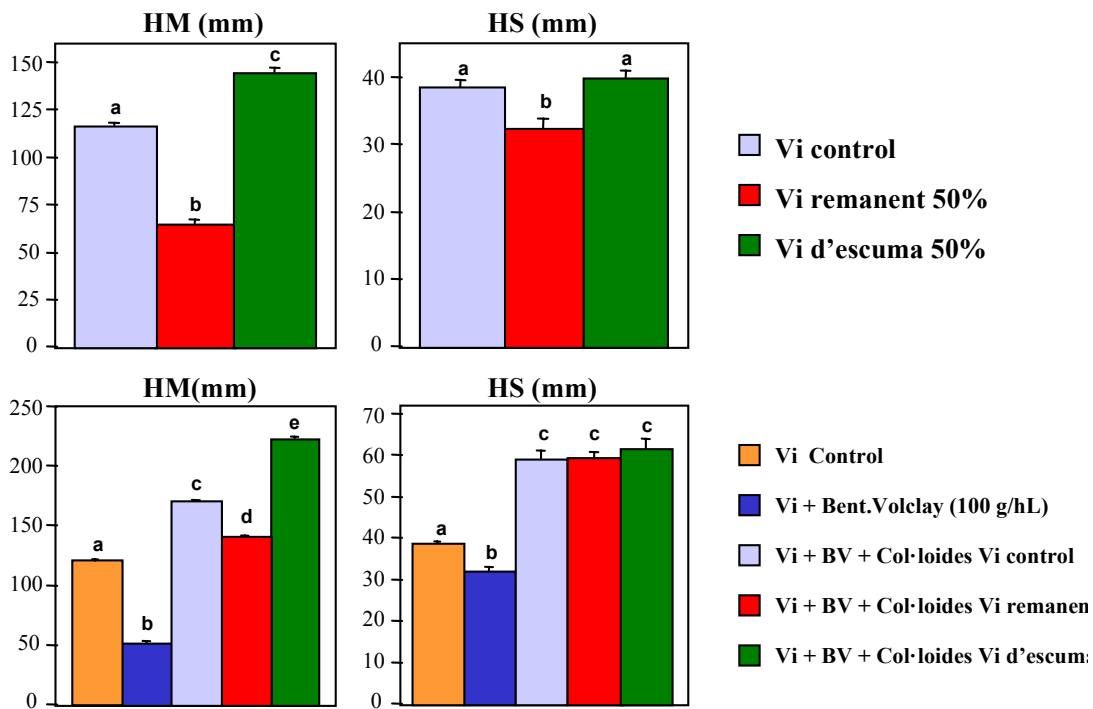 HM (mm)
150
125
100
75
50
25
0
a
b
c
HS (mm)
40
30
20
10
0
a
b
a
Vi control
Vi remanent 50%
Vi d’escuma 50%
HM(mm)
250
200
150
100
50
0
a
b
c
d
e
HS (mm)
70
60
50
40
30
20
10
0
a
b
c
c
c
Vi Control
Vi + Bent.Volclay (100 g/hL)
Vi + BV + Col·loides Vi control
Vi + BV + Col·loides Vi remanen
Vi + BV + Col·loides Vi d’escuma